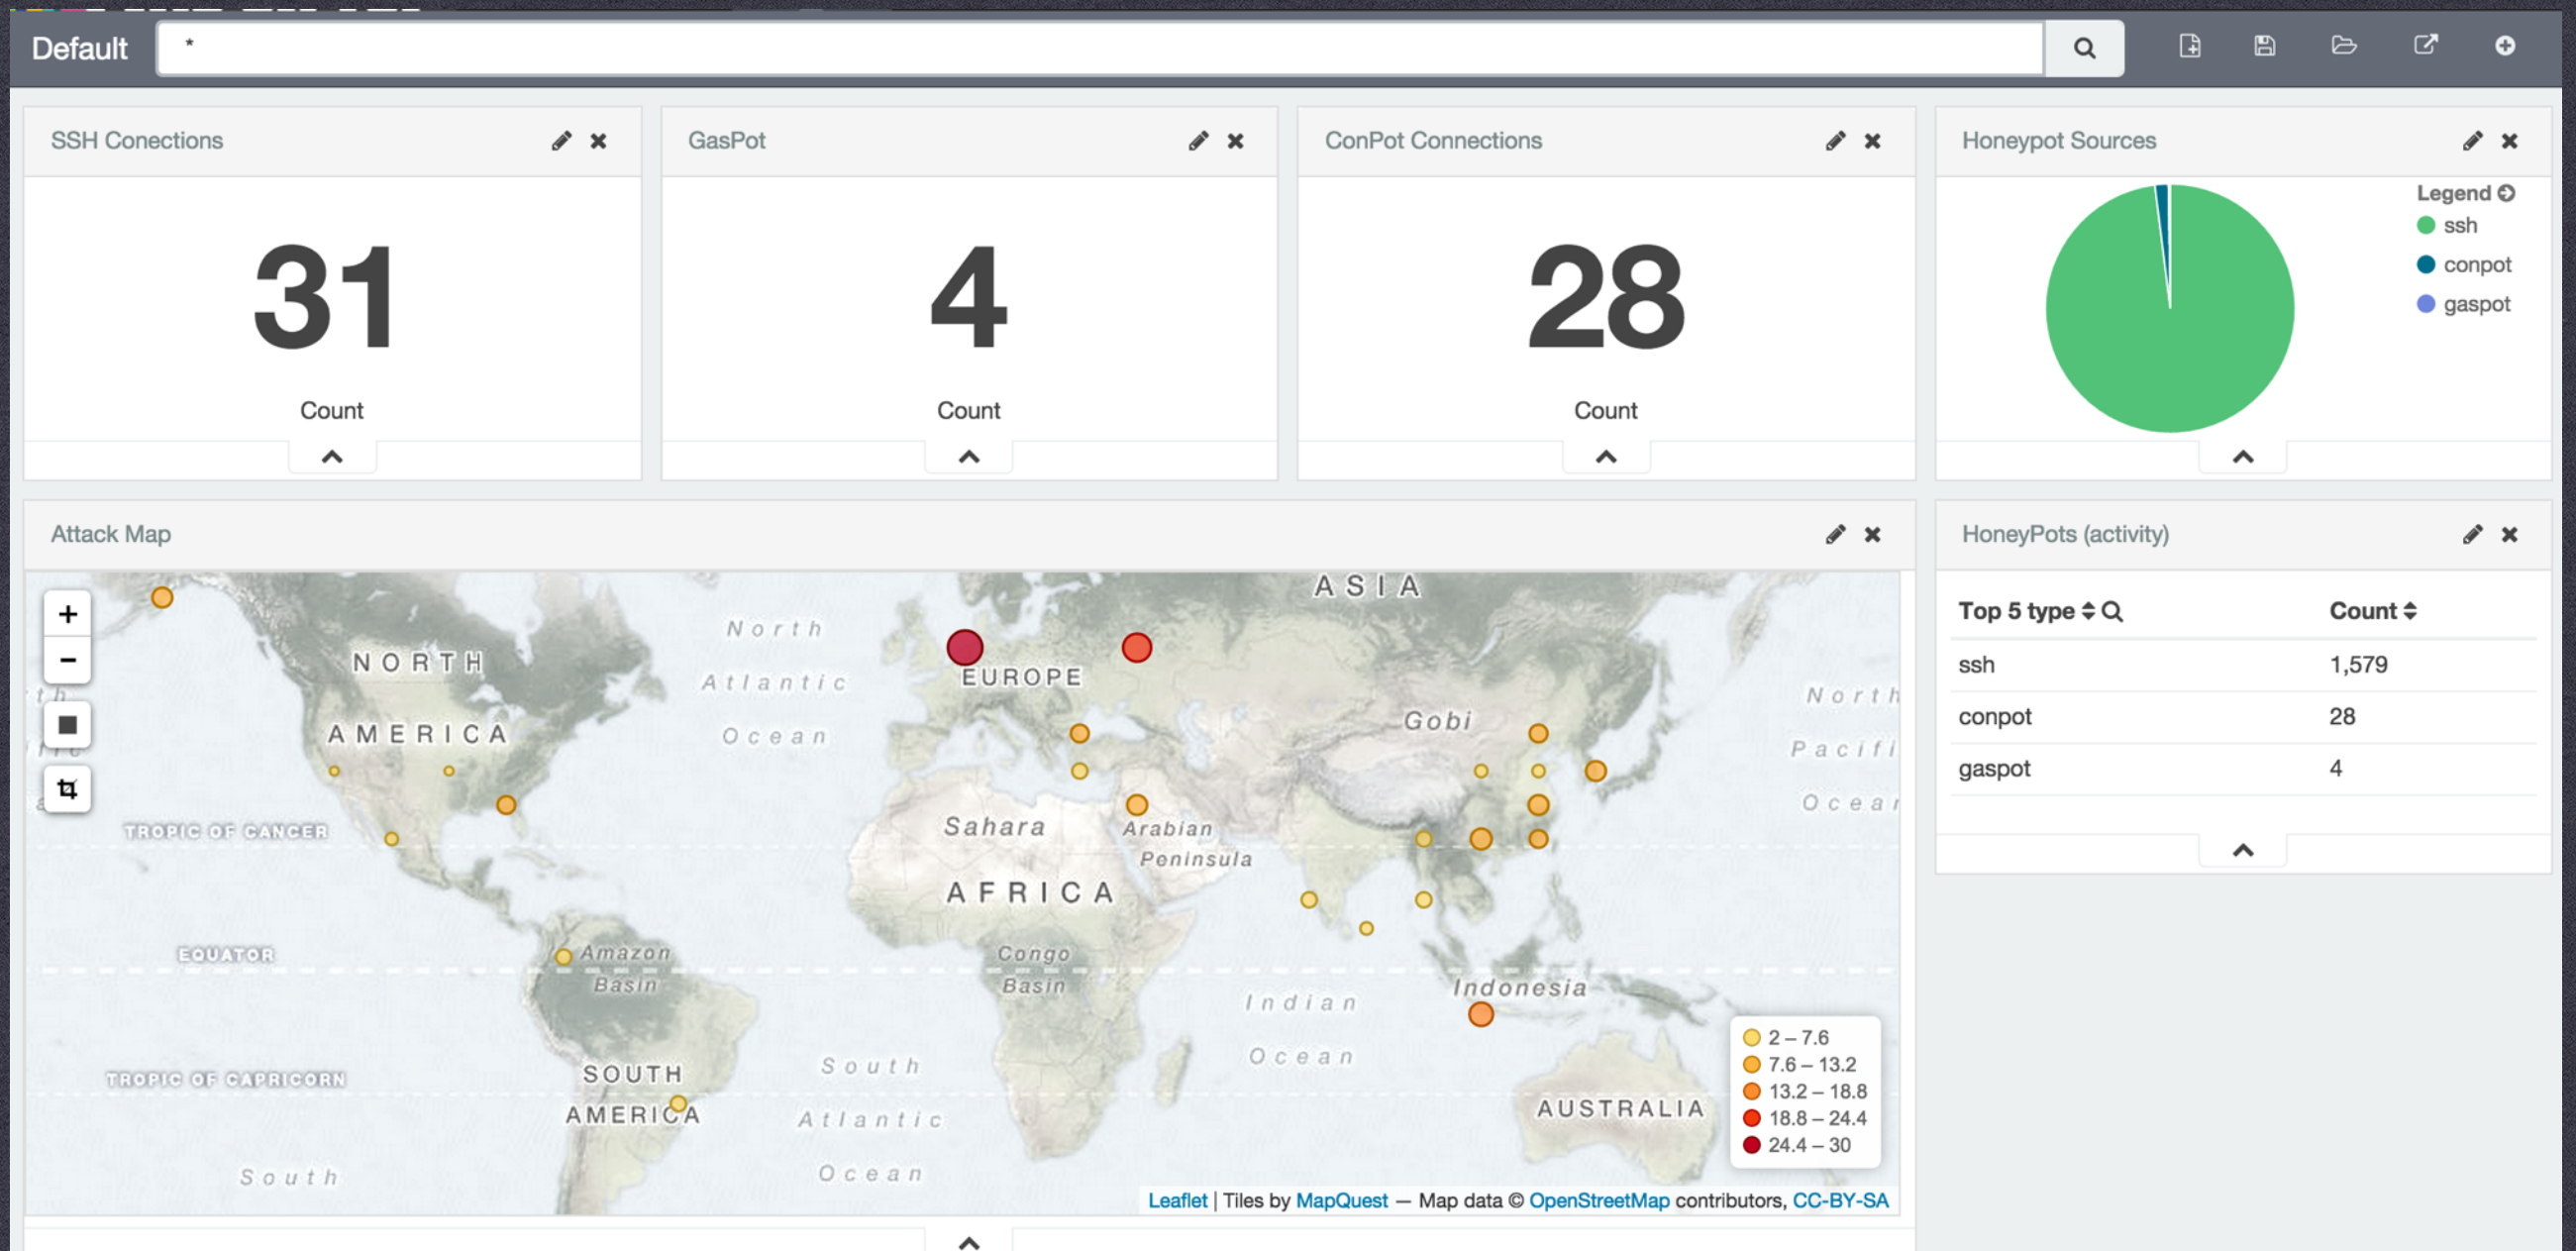 Default
*
SSH Conections
31
Count
GasPot
4
Count
ConPot Connections
28
Count
Honeypot Sources
Legend
ssh
conpot
gaspot
Attack Map
+
−
ASIA
North
Atlantic
Ocean
NORTH
AMERICA
EUROPE
Gobi
North
Pacifi
Ocear
TROPIC OF CANCER
Sahara
Arabian
Peninsula
AFRICA
EQUATOR
Amazon
Basin
Congo
Basin
Indian
Ocean
Indonesia
TROPIC OF CAPRICORN
SOUTH
AMERICA
South
Atlantic
Ocean
AUSTRALIA
South
2 – 7.6
7.6 – 13.2
13.2 – 18.8
18.8 – 24.4
24.4 – 30
Leaflet | Tiles by MapQuest — Map data © OpenStreetMap contributors, CC-BY-SA
HoneyPots (activity)
Top 5 type Count
ssh 1,579
conpot 28
gaspot 4